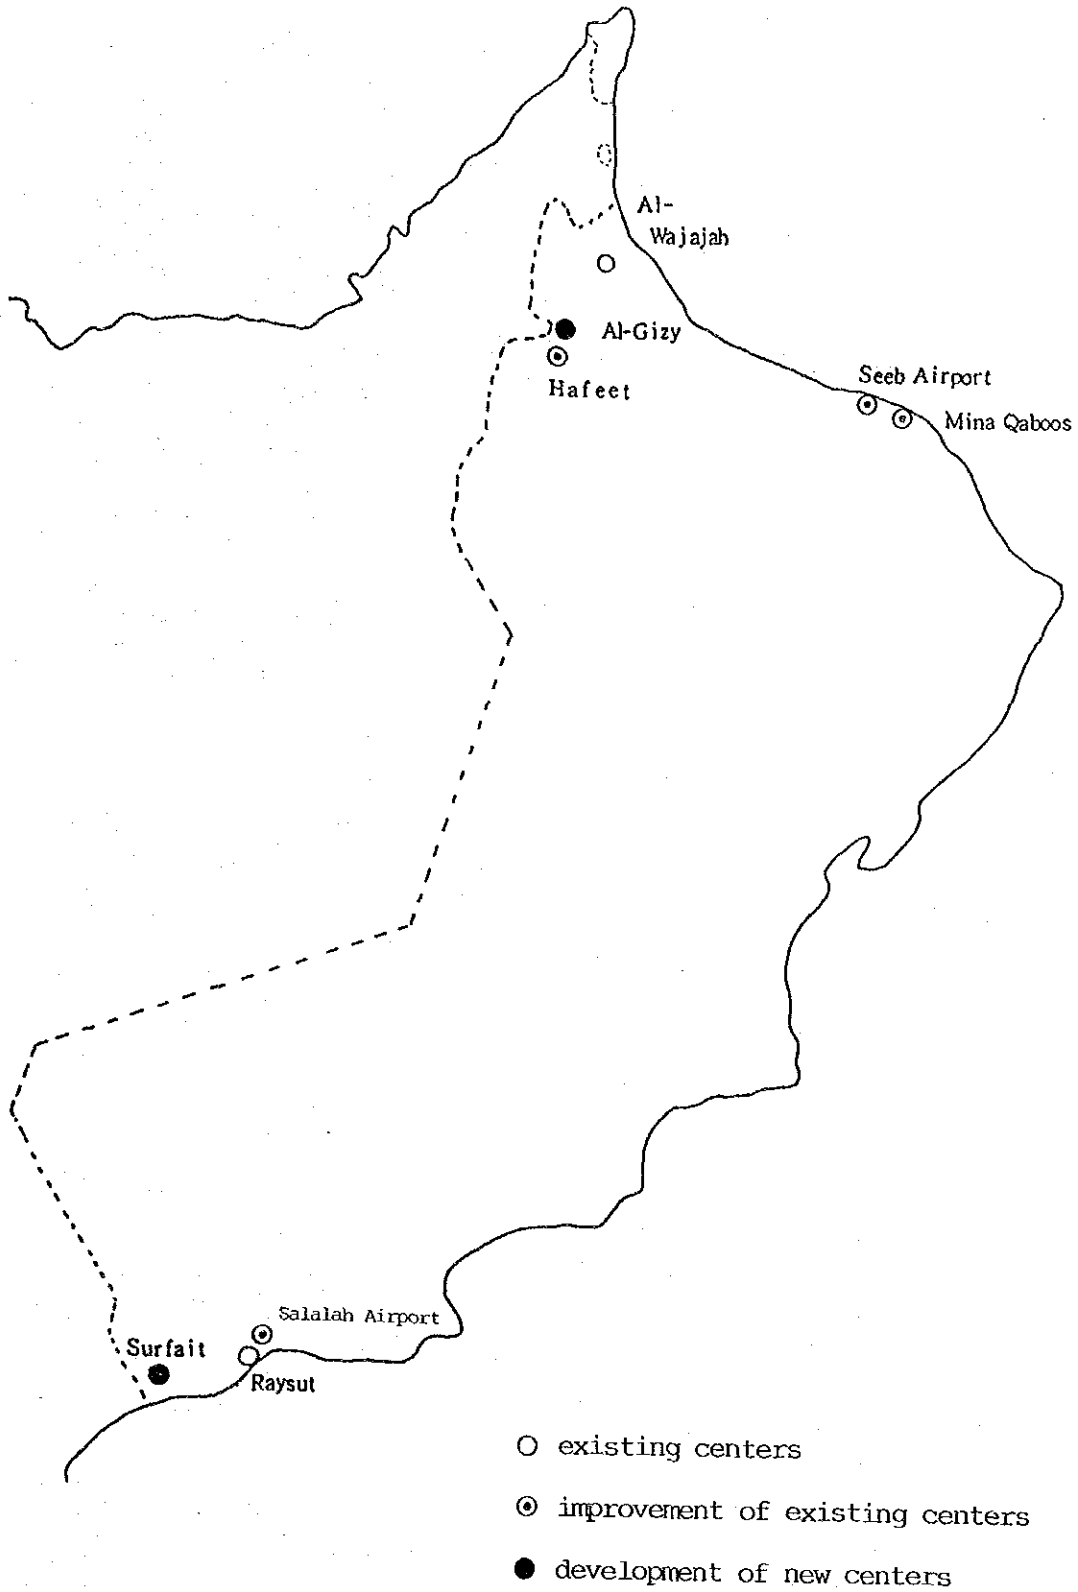 Al-
Wajajah
Al-Gizy
Hafeet
Seeb Airport
Mina Qaboos
Salalah Airport
Surfait
Raysut
existing centers
improvement of existing centers
development of new centers